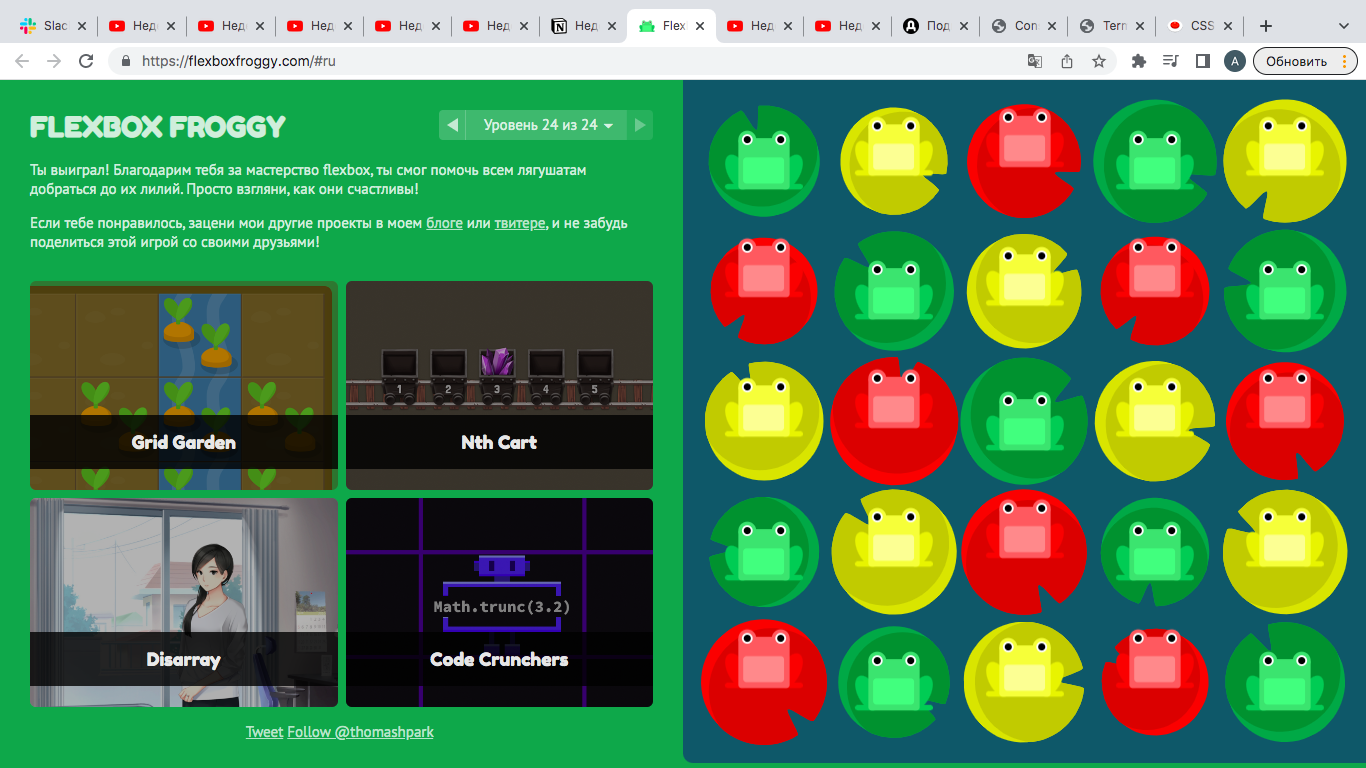 Slac
Нед
Нед
Нед
Нед
Нед
Нед
Flex
Нед
Нед
Под
Con
Tern
CSS
https://flexboxfroggy.com/#ru
A
Обновить
FLEXBOX FROGGY
Уровень 24 из 24
Ты выиграл! Благодарим тебя за мастерство flexbox, ты смог помочь всем лягушатам
добраться до их лилий. Просто взгляни, как они счастливы!
Если тебе понравилось, зацени мои другие проекты в моем блоге или твитере, и не забудь
поделиться этой игрой со своими друзьями!
1 2 3 4 5
Grid Garden
Nth Cart
Math.trunc(3.2)
Disarray
Code Crunchers
Tweet Follow @thomashpark